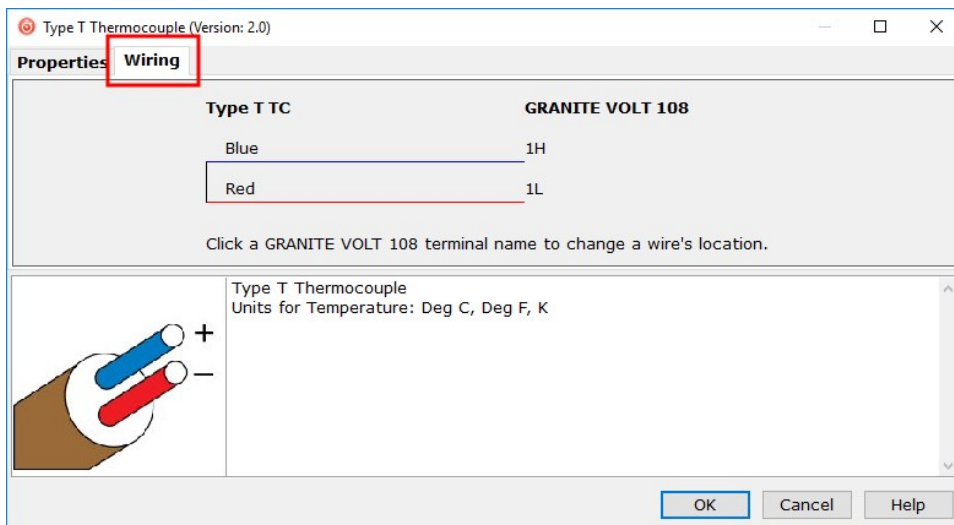 Type T Thermocouple (Version: 2.0)
Properties Wiring
Type T TC GRANITE VOLT 108
Blue 1H
Red 1L
Click a GRANITE VOLT 108 terminal name to change a wire's location.
Type T Thermocouple
Units for Temperature: Deg C, Deg F, K
+
–
OK Cancel Help